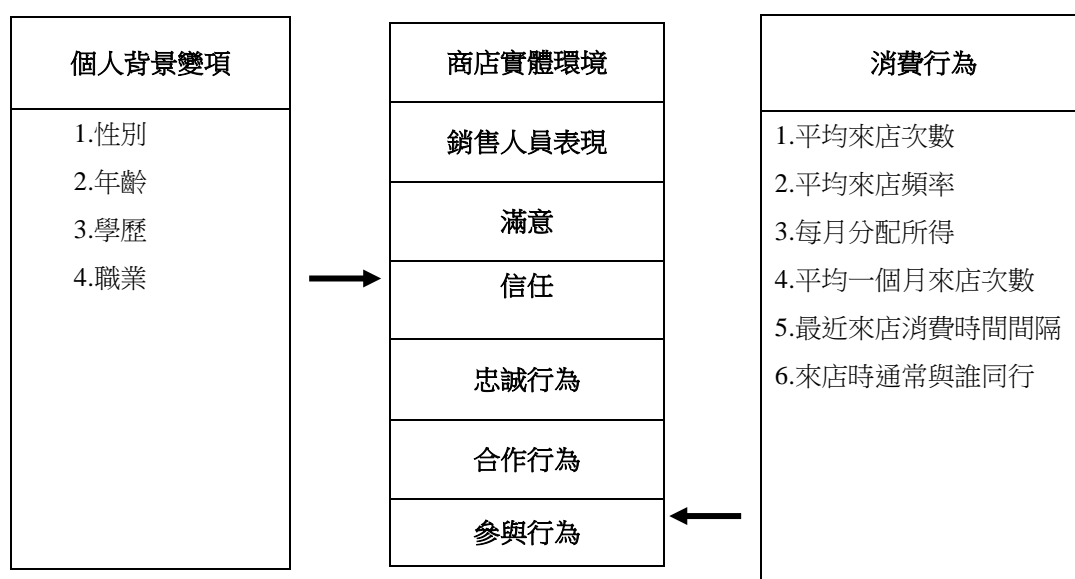 個人背景變項
1.性別
2.年齡
3.學歷
4.職業
商店實體環境
銷售人員表現
滿意
信任
忠誠行為
合作行為
參與行為
消費行為
1.平均來店次數
2.平均來店頻率
3.每月分配所得
4.平均一個月來店次數
5.最近來店消費時間間隔
6.來店時通常與誰同行